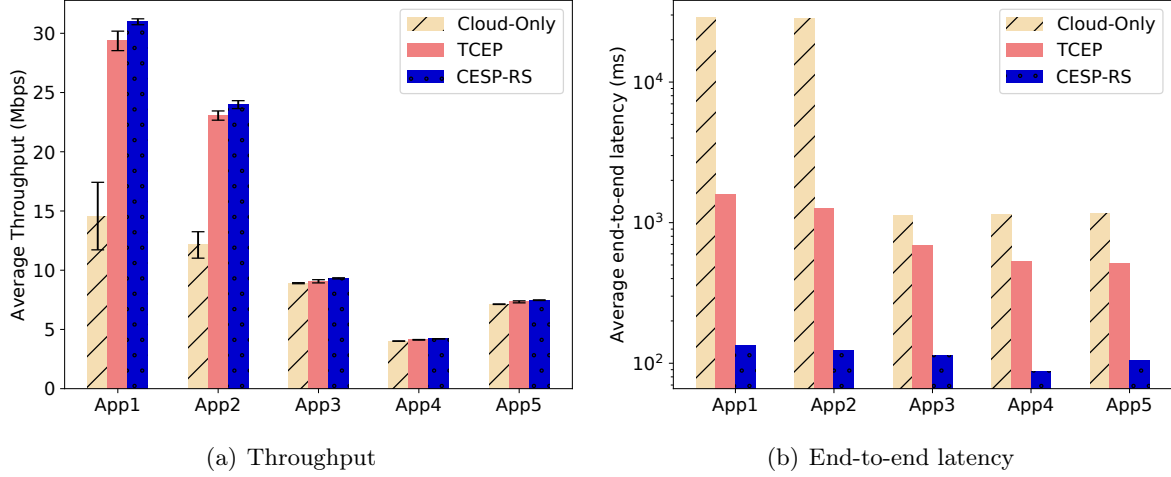 Average Throughput (Mbps)
30
25
20
15
10
5
0
Cloud-Only
TCEP
CESP-RS
App1 App2 App3 App4 App5
(a) Throughput
Average end-to-end latency (ms)
10^4
10^3
10^2
Cloud-Only
TCEP
CESP-RS
App1 App2 App3 App4 App5
(b) End-to-end latency